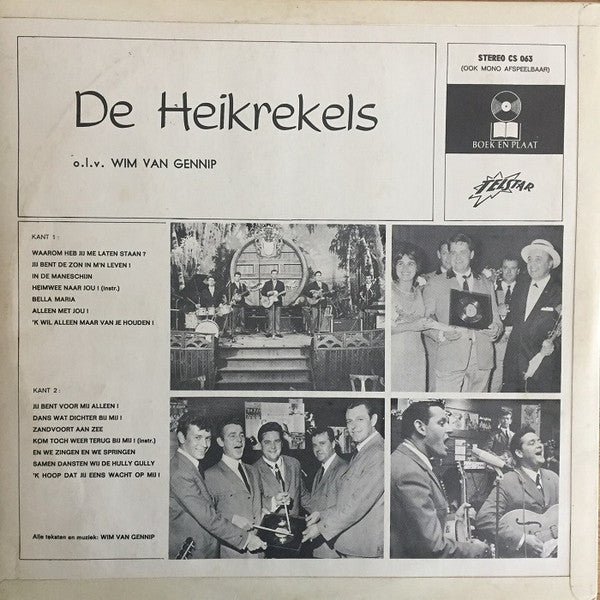 De Heikrekels
o.l.v. WIM VAN GENNIP
STEREO CS 063
(OOK MONO AFSPEELBAAR)
BOEK EN PLAAT
TELSTAR
KANT 1 :
WAAROM HEB JIJ ME LATEN STAAN ?
JIJ BENT DE ZON IN M'N LEVEN !
IN DE MANESCHIJN
HEIMWEE NAAR JOU ! (instr.)
BELLA MARIA
ALLEEN MET JOU !
'K WIL ALLEEN MAAR VAN JE HOUDEN !
KANT 2 :
JIJ BENT VOOR MIJ ALLEEN !
DANS WAT DICHTER BIJ MIJ !
ZANDVOORT AAN ZEE
KOM TOCH WEER TERUG BIJ MIJ ! (instr.)
EN WE ZINGEN EN WE SPRINGEN
SAMEN DANSTEN WIJ DE HULLY GULLY
'K HOOP DAT JIJ EENS WACHT OP MIJ !
Alle teksten en muziek: WIM VAN GENNIP